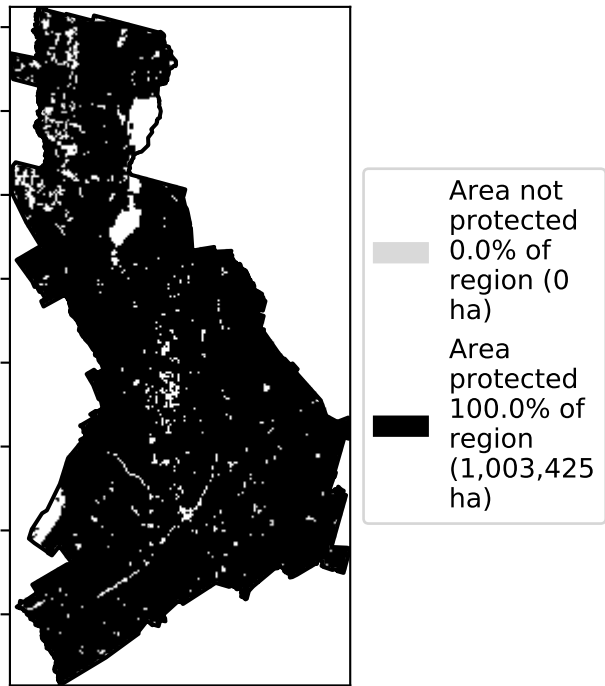 Area not
protected
0.0% of
region (0
ha)
Area
protected
100.0% of
region
(1,003,425
ha)